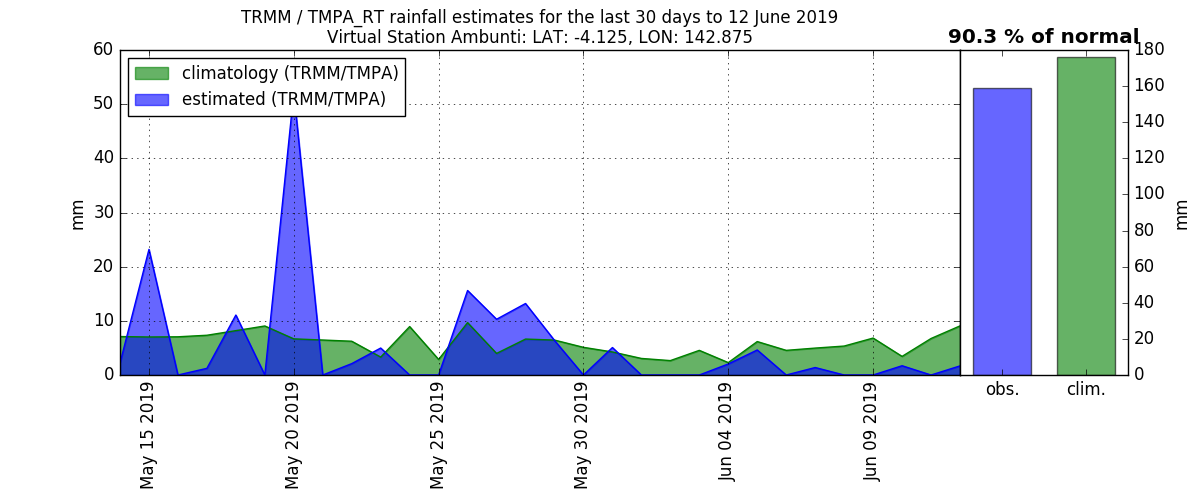 TRMM / TMPA_RT rainfall estimates for the last 30 days to 12 June 2019
Virtual Station Ambunti: LAT: -4.125, LON: 142.875
90.3 % of normal
climatology (TRMM/TMPA)
estimated (TRMM/TMPA)
60
50
40
30
20
10
0
mm
May 15 2019
May 20 2019
May 25 2019
May 30 2019
Jun 04 2019
Jun 09 2019
180
160
140
120
100
80
60
40
20
0
mm
obs.
clim.